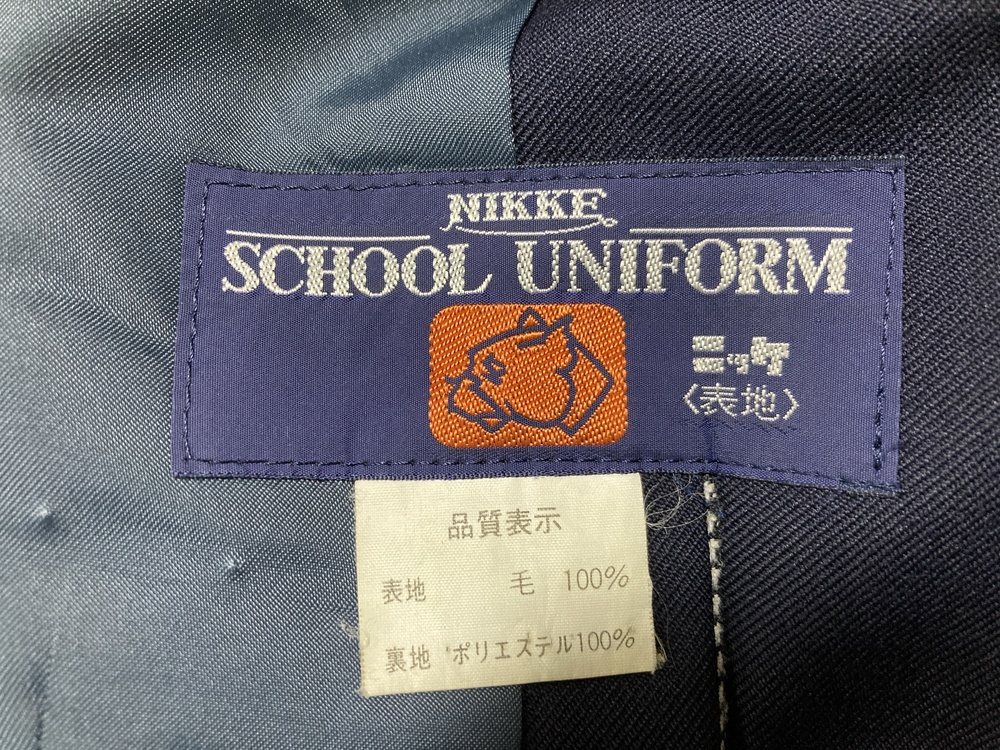 NIKKE
SCHOOL UNIFORM
ニッケ
〈表地〉
品質表示
表地 毛 100%
裏地 ポリエステル100%